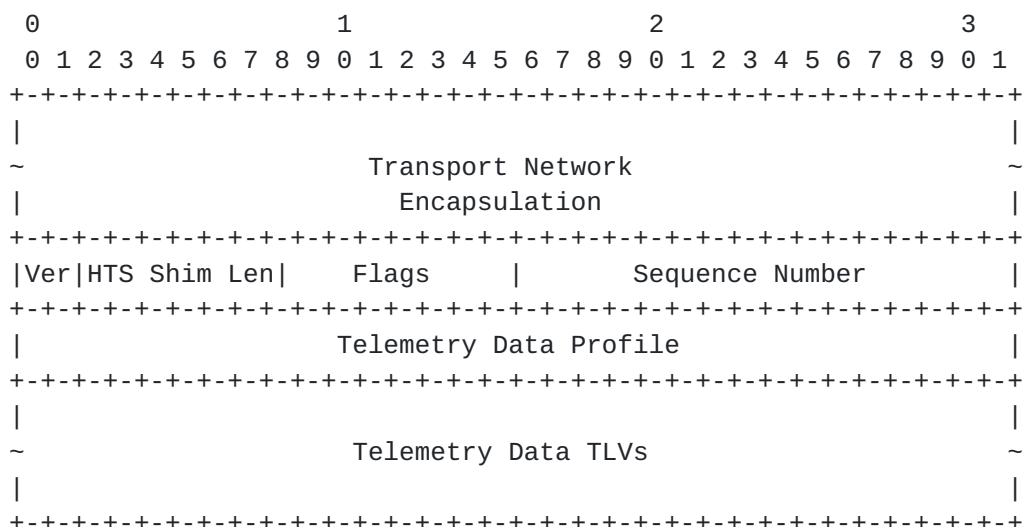 0                   1                   2                   3
 0 1 2 3 4 5 6 7 8 9 0 1 2 3 4 5 6 7 8 9 0 1 2 3 4 5 6 7 8 9 0 1
+-+-+-+-+-+-+-+-+-+-+-+-+-+-+-+-+-+-+-+-+-+-+-+-+-+-+-+-+-+-+-+-+
|                                                               |
~                      Transport Network                        ~
|                        Encapsulation                          |
+-+-+-+-+-+-+-+-+-+-+-+-+-+-+-+-+-+-+-+-+-+-+-+-+-+-+-+-+-+-+-+-+
|Ver|HTS Shim Len|    Flags     |       Sequence Number         |
+-+-+-+-+-+-+-+-+-+-+-+-+-+-+-+-+-+-+-+-+-+-+-+-+-+-+-+-+-+-+-+-+
|                    Telemetry Data Profile                     |
+-+-+-+-+-+-+-+-+-+-+-+-+-+-+-+-+-+-+-+-+-+-+-+-+-+-+-+-+-+-+-+-+
|                                                               |
~                     Telemetry Data TLVs                       ~
|                                                               |
+-+-+-+-+-+-+-+-+-+-+-+-+-+-+-+-+-+-+-+-+-+-+-+-+-+-+-+-+-+-+-+-+